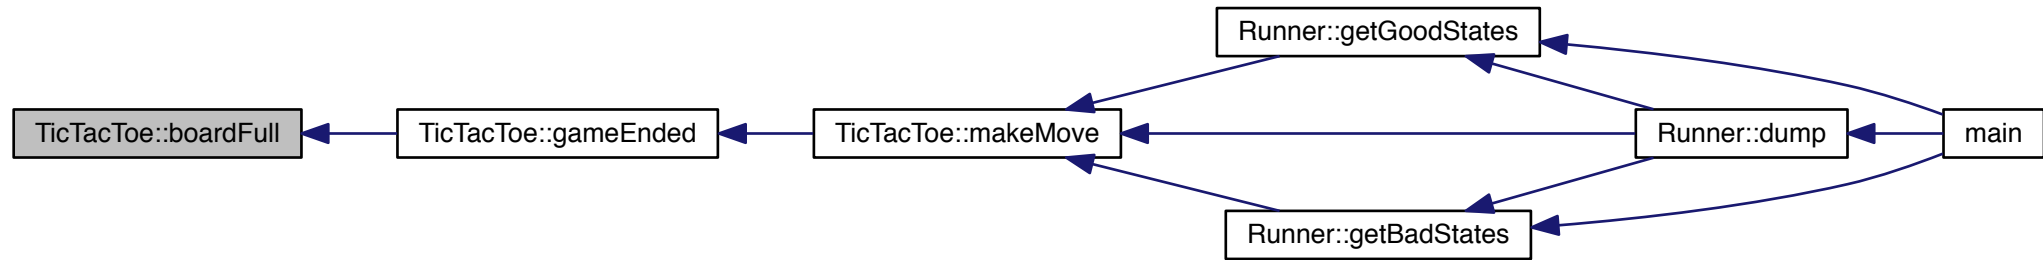 TicTacToe::boardFull
TicTacToe::gameEnded
TicTacToe::makeMove
Runner::getGoodStates
Runner::dump
main
Runner::getBadStates